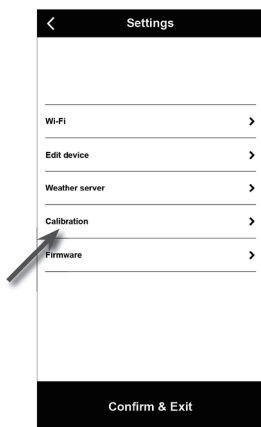 Settings
Wi-Fi
Edit device
Weather server
Calibration
Firmware
Confirm & Exit